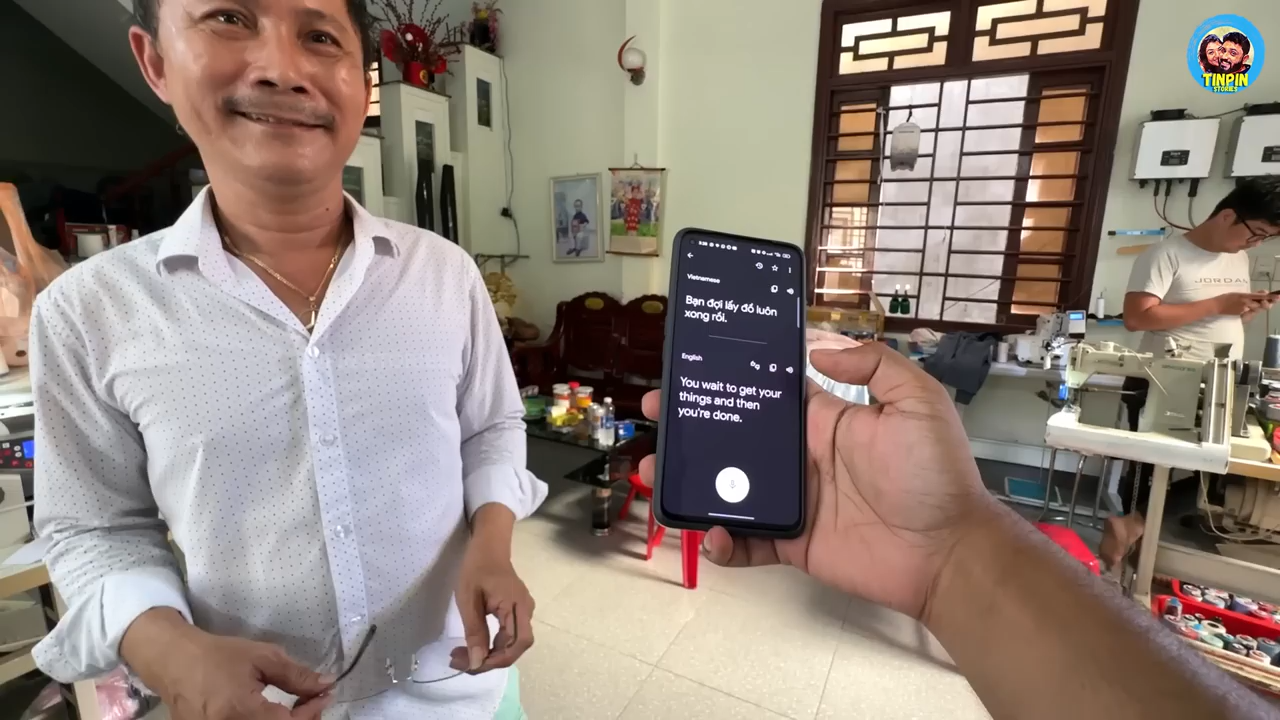 TINPIN
STORIES
Vietnamese
Bạn đợi lấy đồ luôn
xong rồi.
English
You wait to get your
things and then
you're done.
JORDAN